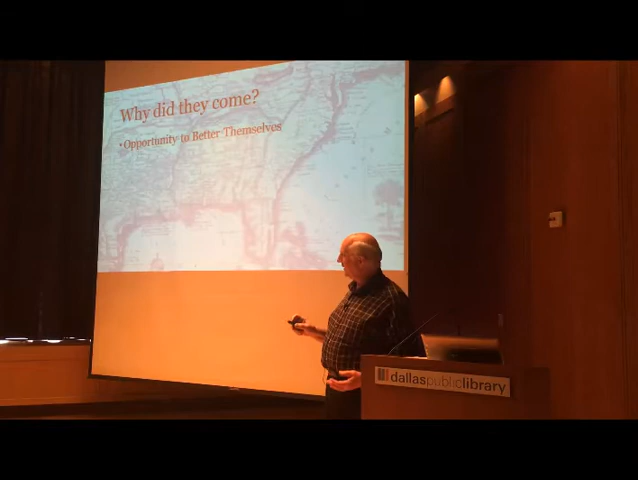 Why did they come?
• Opportunity to Better Themselves
dallaspubliclibrary